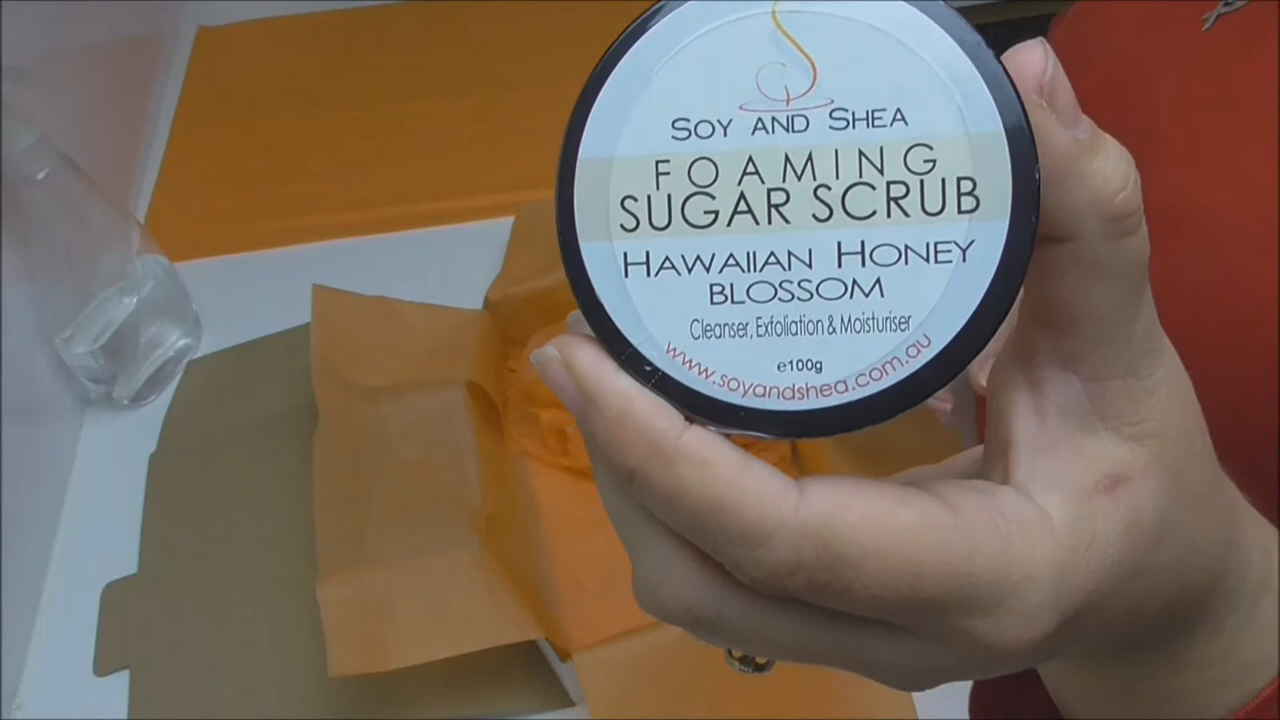 SOY AND SHEA
FOAMING
SUGAR SCRUB
HAWAIIAN HONEY
BLOSSOM
Cleanser, Exfoliation & Moisturiser
e100g
www.soyandshea.com.au